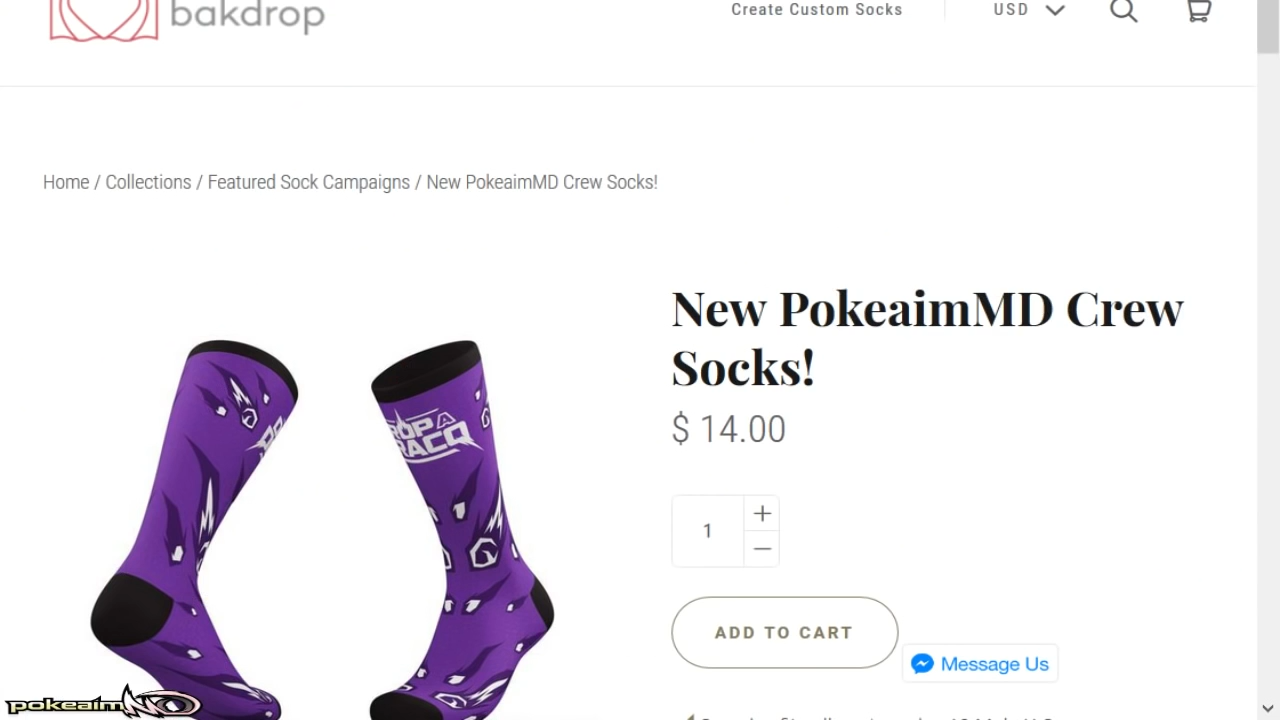 bakdrop
Create Custom Socks
USD
Home / Collections / Featured Sock Campaigns / New PokeaimMD Crew Socks!
New PokeaimMD Crew
Socks!
$ 14.00
1
ADD TO CART
Message Us
pokeaimMD